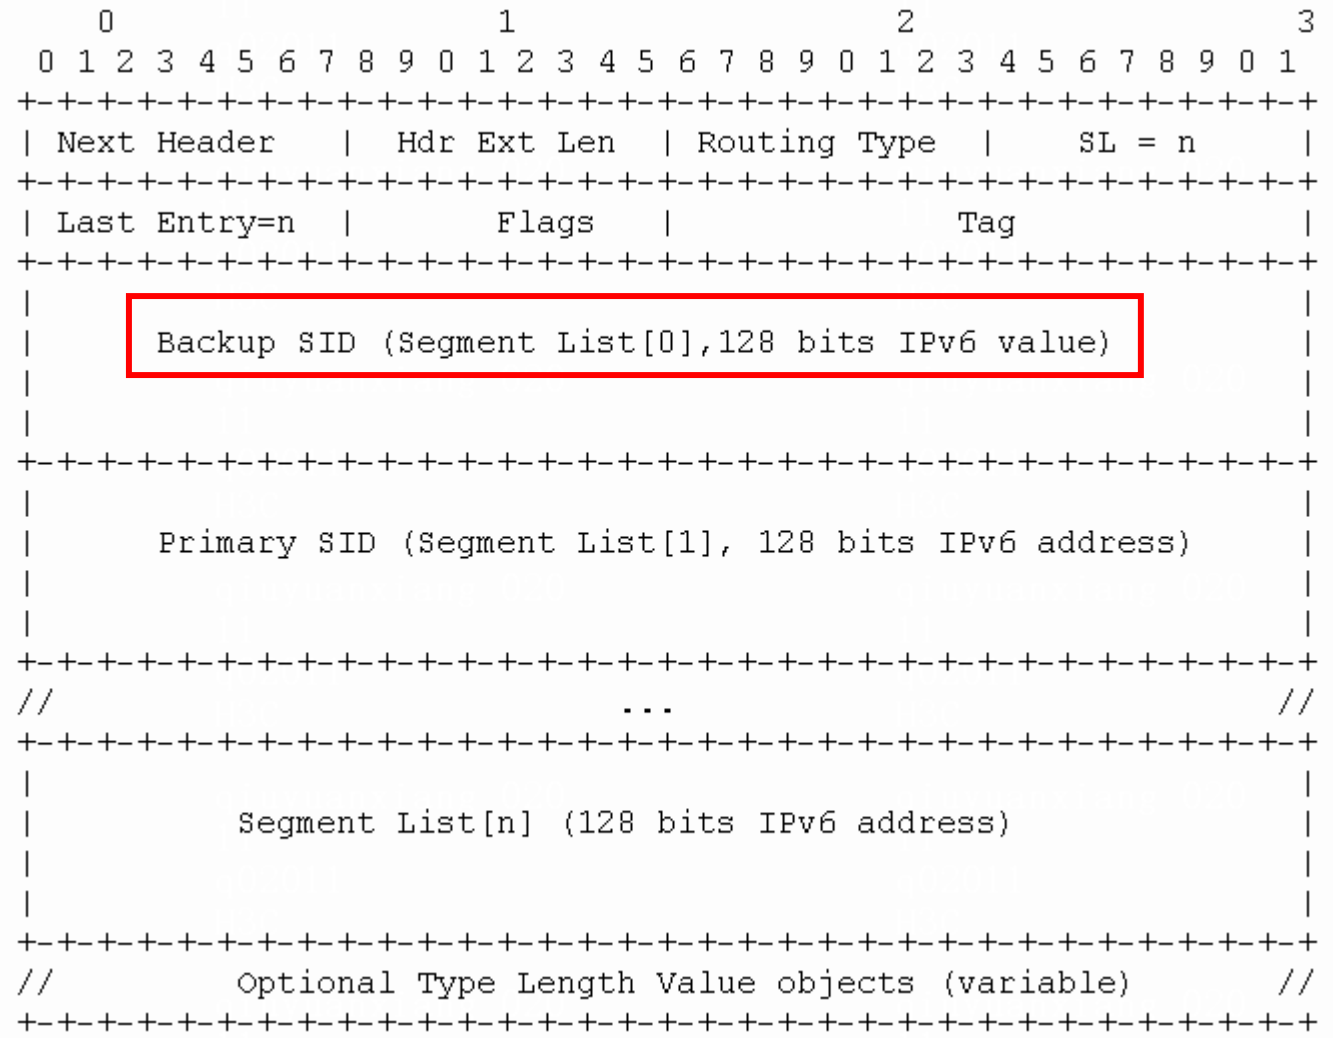 0 1 2 3
0 1 2 3 4 5 6 7 8 9 0 1 2 3 4 5 6 7 8 9 0 1 2 3 4 5 6 7 8 9 0 1
+-+-+-+-+-+-+-+-+-+-+-+-+-+-+-+-+-+-+-+-+-+-+-+-+-+-+-+-+-+-+-+-+
| Next Header | Hdr Ext Len | Routing Type | SL = n |
+-+-+-+-+-+-+-+-+-+-+-+-+-+-+-+-+-+-+-+-+-+-+-+-+-+-+-+-+-+-+-+-+
| Last Entry=n | Flags | Tag |
+-+-+-+-+-+-+-+-+-+-+-+-+-+-+-+-+-+-+-+-+-+-+-+-+-+-+-+-+-+-+-+-+
| |
| Backup SID (Segment List[0],128 bits IPv6 value) |
| |
| |
+-+-+-+-+-+-+-+-+-+-+-+-+-+-+-+-+-+-+-+-+-+-+-+-+-+-+-+-+-+-+-+-+
| |
| Primary SID (Segment List[1], 128 bits IPv6 address) |
| |
| |
+-+-+-+-+-+-+-+-+-+-+-+-+-+-+-+-+-+-+-+-+-+-+-+-+-+-+-+-+-+-+-+-+
// ... //
+-+-+-+-+-+-+-+-+-+-+-+-+-+-+-+-+-+-+-+-+-+-+-+-+-+-+-+-+-+-+-+-+
| |
| Segment List[n] (128 bits IPv6 address) |
| |
| |
+-+-+-+-+-+-+-+-+-+-+-+-+-+-+-+-+-+-+-+-+-+-+-+-+-+-+-+-+-+-+-+-+
// Optional Type Length Value objects (variable) //
+-+-+-+-+-+-+-+-+-+-+-+-+-+-+-+-+-+-+-+-+-+-+-+-+-+-+-+-+-+-+-+-+